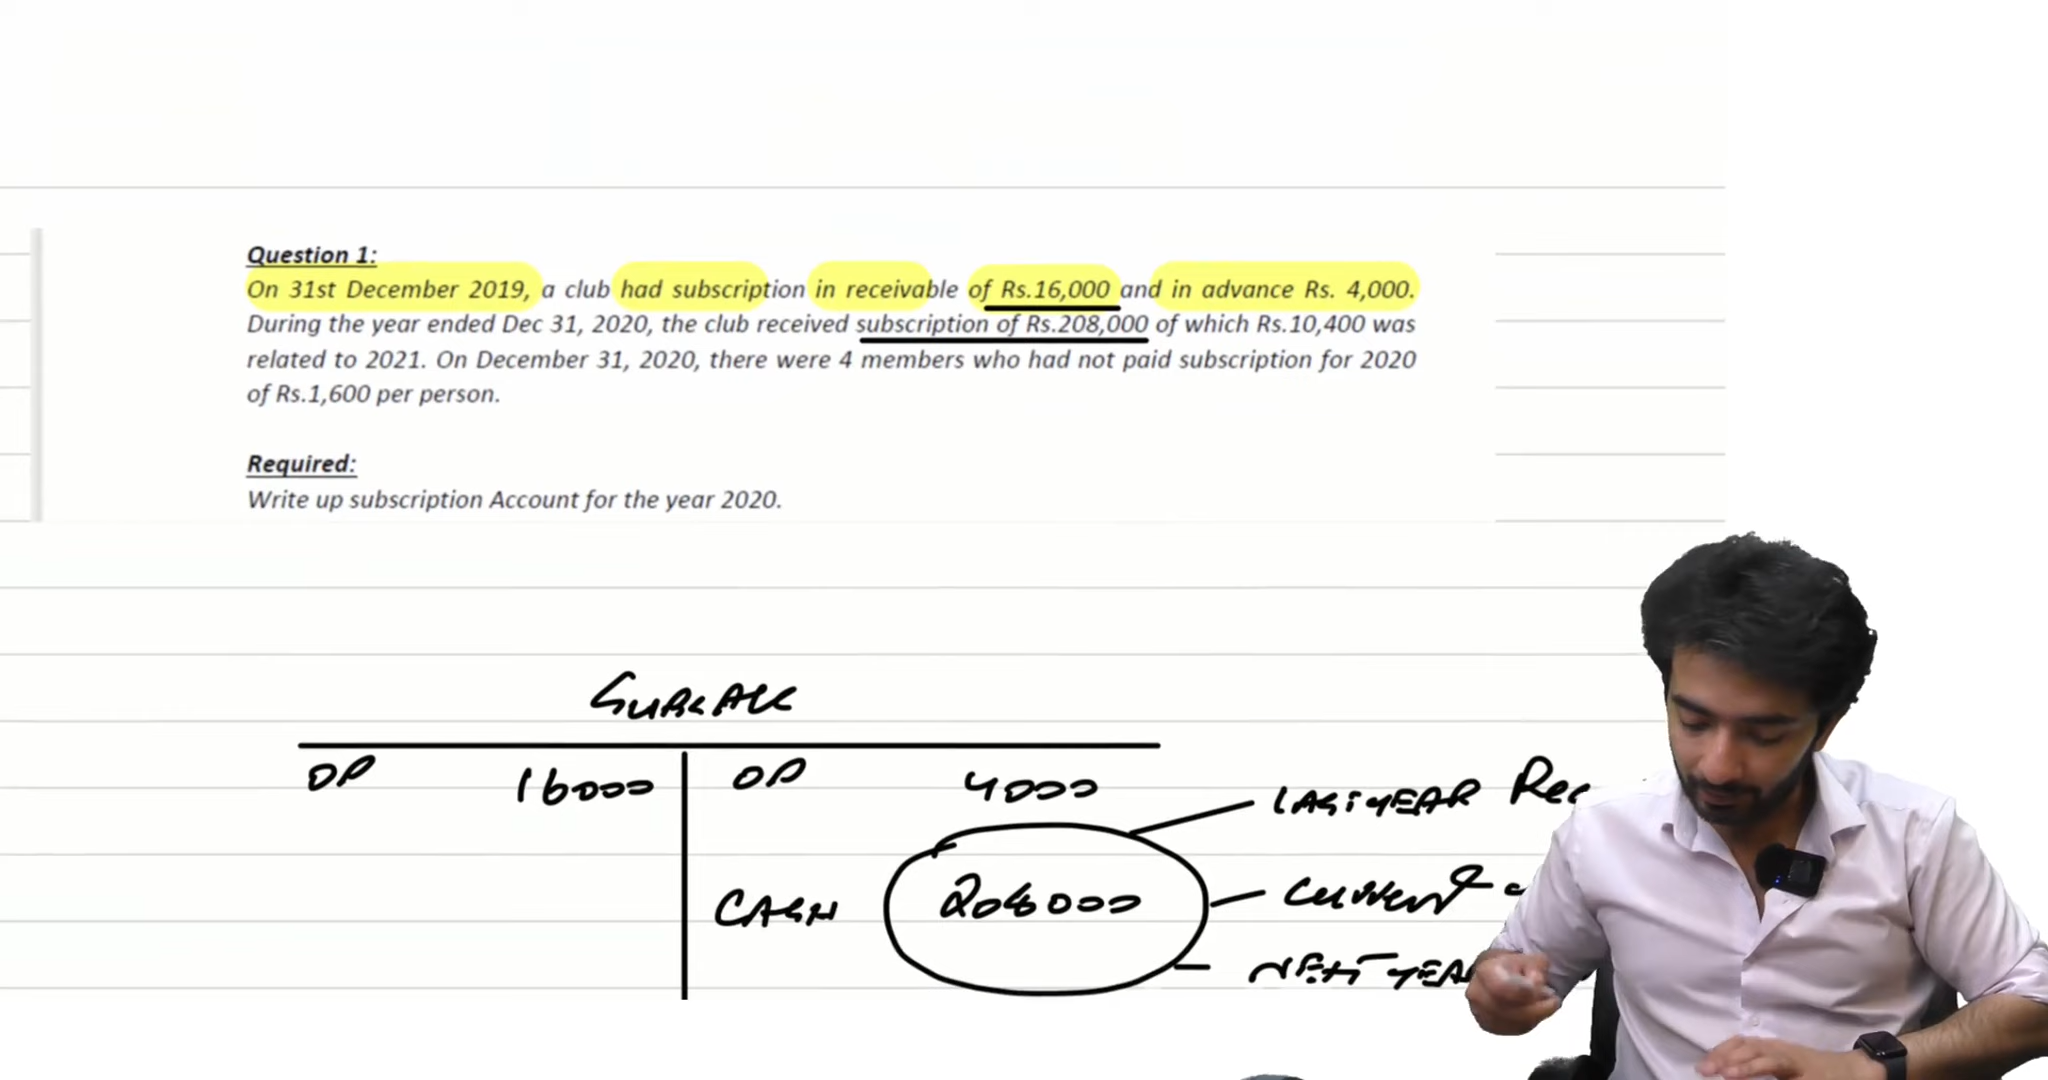 Question 1:
On 31st December 2019, a club had subscription in receivable of Rs.16,000 and in advance Rs. 4,000.
During the year ended Dec 31, 2020, the club received subscription of Rs.208,000 of which Rs.10,400 was
related to 2021. On December 31, 2020, there were 4 members who had not paid subscription for 2020
of Rs.1,600 per person.
Required:
Write up subscription Account for the year 2020.
OP 16000 OP 4000
LAST YEAR Rec
CASH 208000 Current
NEXT YEAR